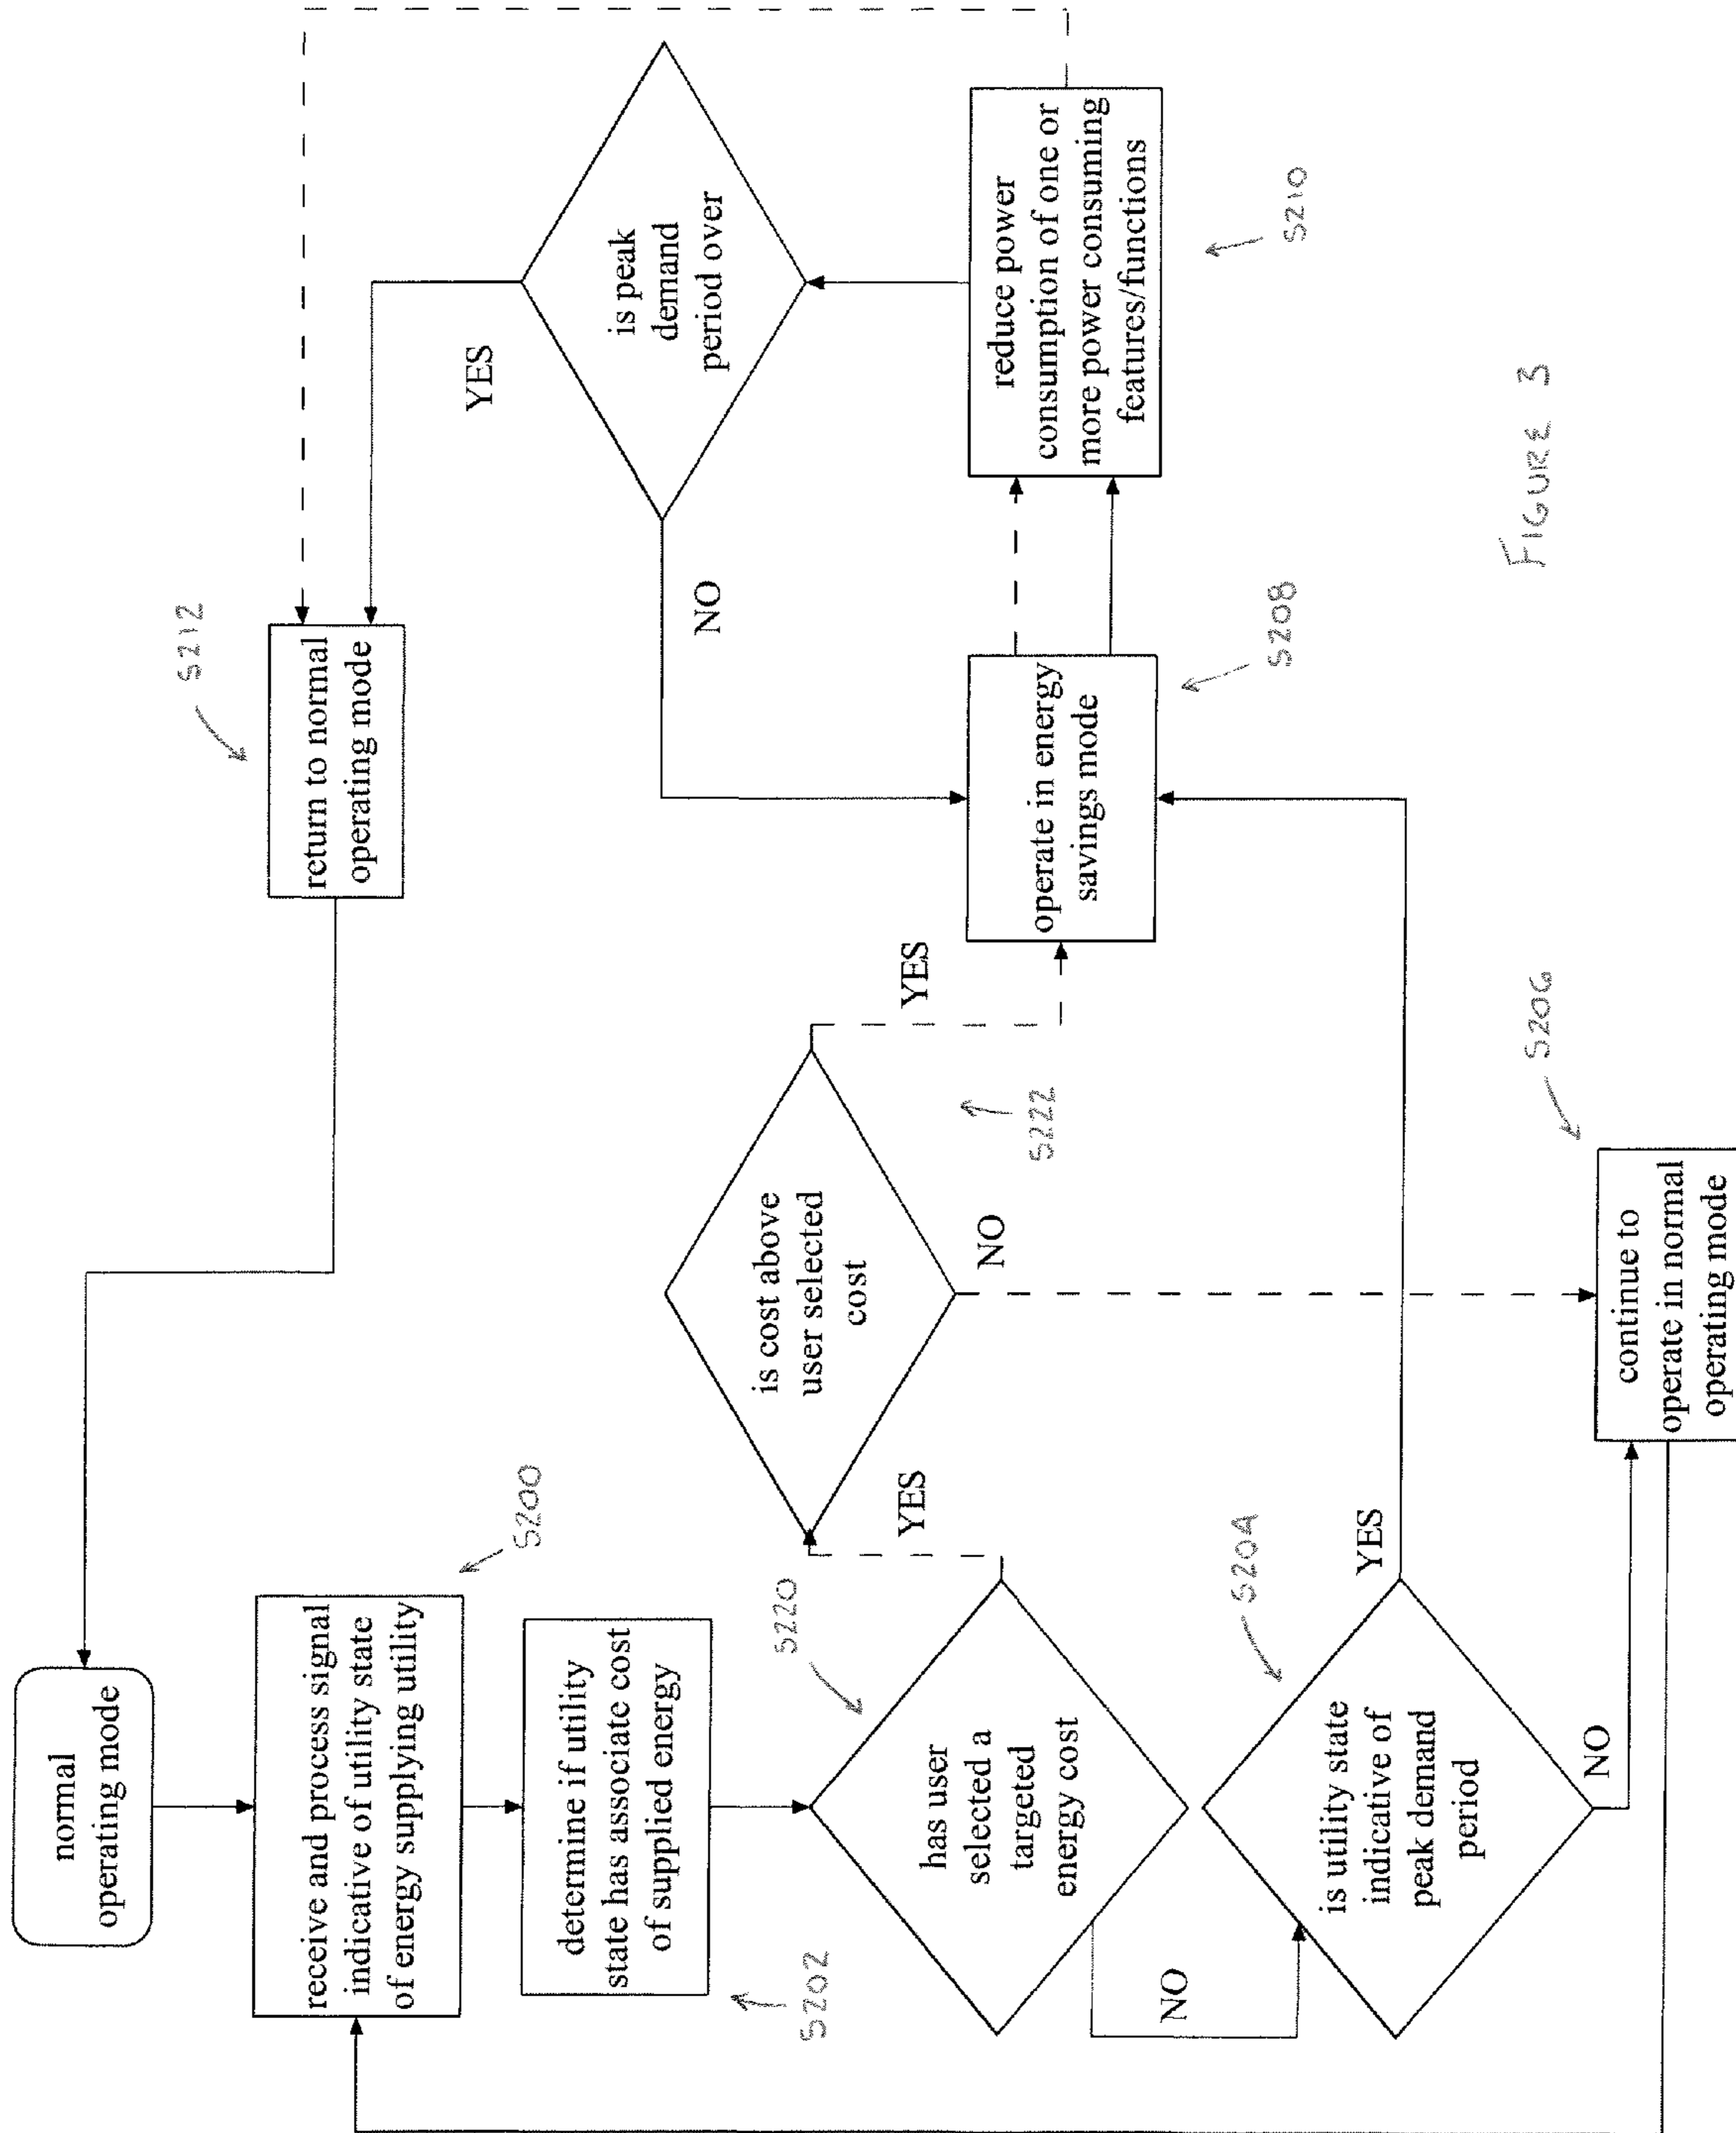 normal
operating mode
receive and process signal
indicative of utility state
of energy supplying utility
S200
determine if utility
state has associate cost
of supplied energy
S202
has user
selected a
targeted
energy cost
S220
YES
NO
is cost above
user selected
cost
S222
YES
NO
is utility state
indicative of
peak demand
period
S204
YES
NO
continue to
operate in normal
operating mode
S206
operate in energy
savings mode
S208
reduce power
consumption of one or
more power consuming
features/functions
S210
is peak
demand
period over
YES
NO
return to normal
operating mode
S212
FIGURE 3